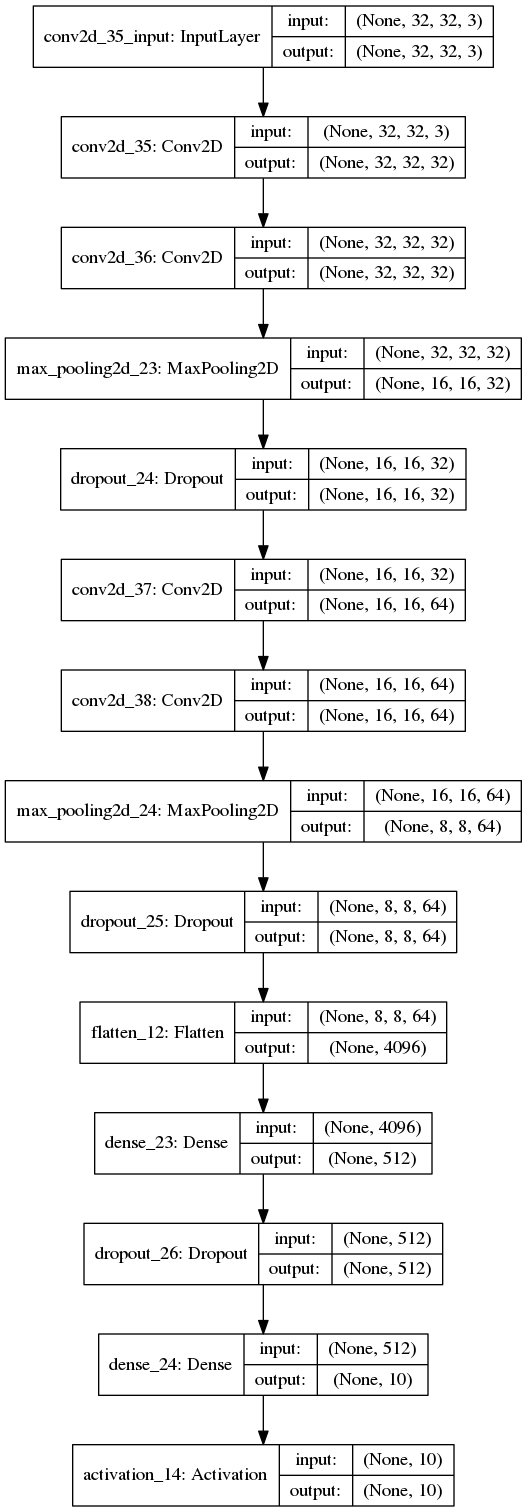 conv2d_35_input: InputLayer
input: (None, 32, 32, 3)
output: (None, 32, 32, 3)
conv2d_35: Conv2D
input: (None, 32, 32, 3)
output: (None, 32, 32, 32)
conv2d_36: Conv2D
input: (None, 32, 32, 32)
output: (None, 32, 32, 32)
max_pooling2d_23: MaxPooling2D
input: (None, 32, 32, 32)
output: (None, 16, 16, 32)
dropout_24: Dropout
input: (None, 16, 16, 32)
output: (None, 16, 16, 32)
conv2d_37: Conv2D
input: (None, 16, 16, 32)
output: (None, 16, 16, 64)
conv2d_38: Conv2D
input: (None, 16, 16, 64)
output: (None, 16, 16, 64)
max_pooling2d_24: MaxPooling2D
input: (None, 16, 16, 64)
output: (None, 8, 8, 64)
dropout_25: Dropout
input: (None, 8, 8, 64)
output: (None, 8, 8, 64)
flatten_12: Flatten
input: (None, 8, 8, 64)
output: (None, 4096)
dense_23: Dense
input: (None, 4096)
output: (None, 512)
dropout_26: Dropout
input: (None, 512)
output: (None, 512)
dense_24: Dense
input: (None, 512)
output: (None, 10)
activation_14: Activation
input: (None, 10)
output: (None, 10)